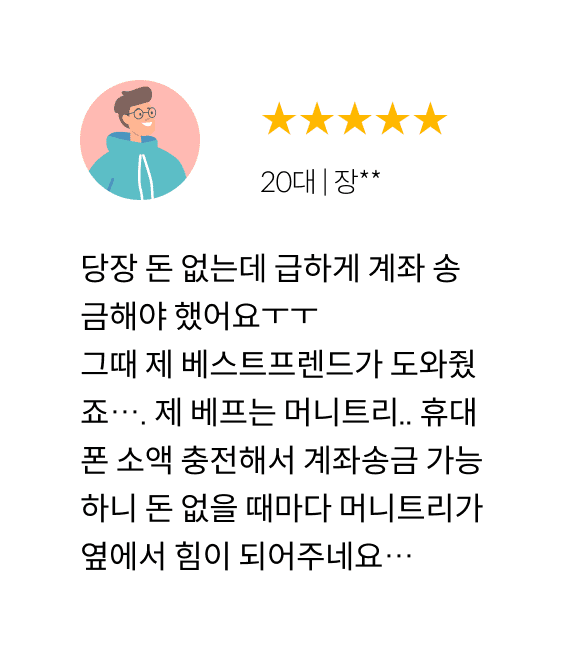 20대 | 장**
당장 돈 없는데 급하게 계좌 송
금해야 했어요ㅜㅜ
그때 제 베스트프렌드가 도와줬
죠…. 제 베프는 머니트리.. 휴대
폰 소액 충전해서 계좌송금 가능
하니 돈 없을 때마다 머니트리가
옆에서 힘이 되어주네요…